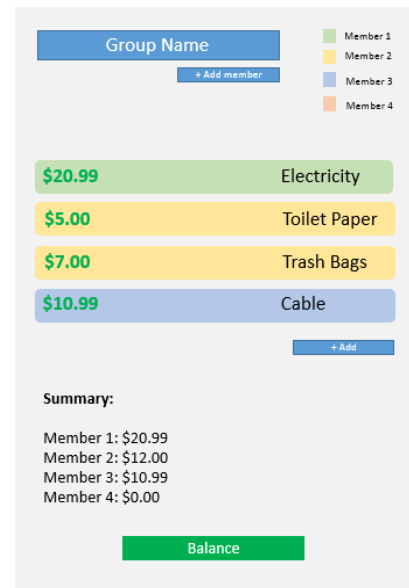 Group Name
+ Add member
Member 1
Member 2
Member 3
Member 4
$20.99 Electricity
$5.00 Toilet Paper
$7.00 Trash Bags
$10.99 Cable
+ Add
Summary:
Member 1: $20.99
Member 2: $12.00
Member 3: $10.99
Member 4: $0.00
Balance